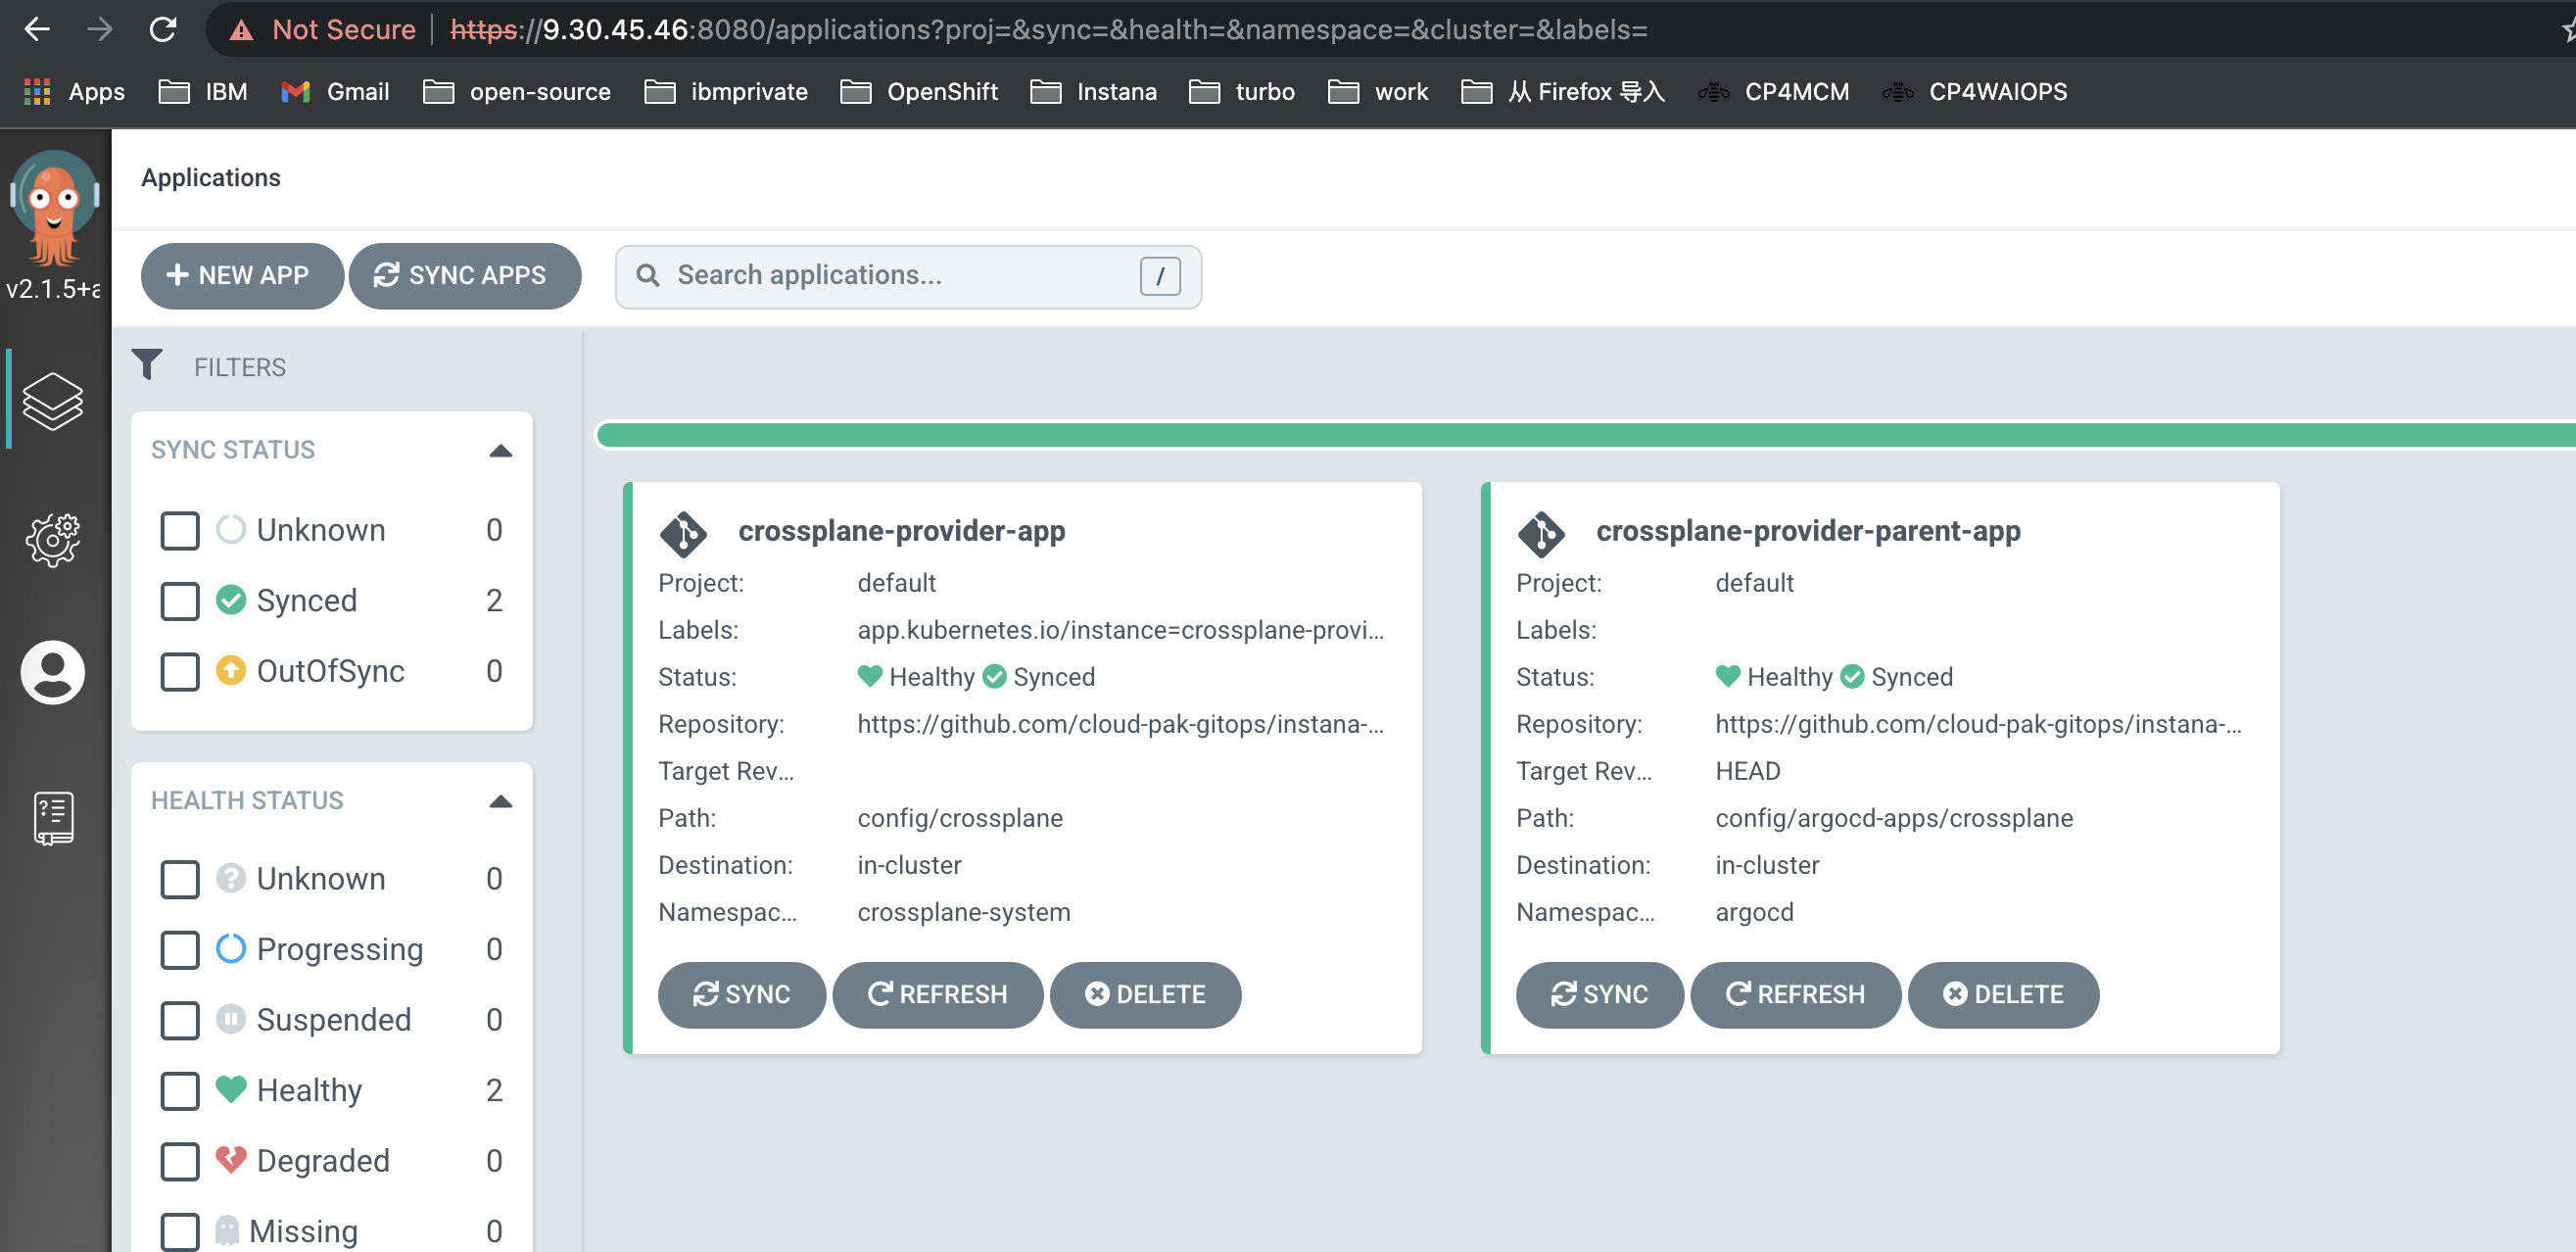 Not Secure https://9.30.45.46:8080/applications?proj=&sync=&health=&namespace=&cluster=&labels=
Apps IBM Gmail open-source ibmprivate OpenShift Instana turbo work 从 Firefox 导入 CP4MCM CP4WAIOPS
Applications
v2.1.5+a
NEW APP SYNC APPS Search applications... /
FILTERS
SYNC STATUS
Unknown 0
Synced 2
OutOfSync 0
HEALTH STATUS
Unknown 0
Progressing 0
Suspended 0
Healthy 2
Degraded 0
Missing 0
crossplane-provider-app
Project: default
Labels: app.kubernetes.io/instance=crossplane-provi...
Status: Healthy Synced
Repository: https://github.com/cloud-pak-gitops/instana-...
Target Rev...
Path: config/crossplane
Destination: in-cluster
Namespac... crossplane-system
SYNC REFRESH DELETE
crossplane-provider-parent-app
Project: default
Labels:
Status: Healthy Synced
Repository: https://github.com/cloud-pak-gitops/instana-...
Target Rev... HEAD
Path: config/argocd-apps/crossplane
Destination: in-cluster
Namespac... argocd
SYNC REFRESH DELETE